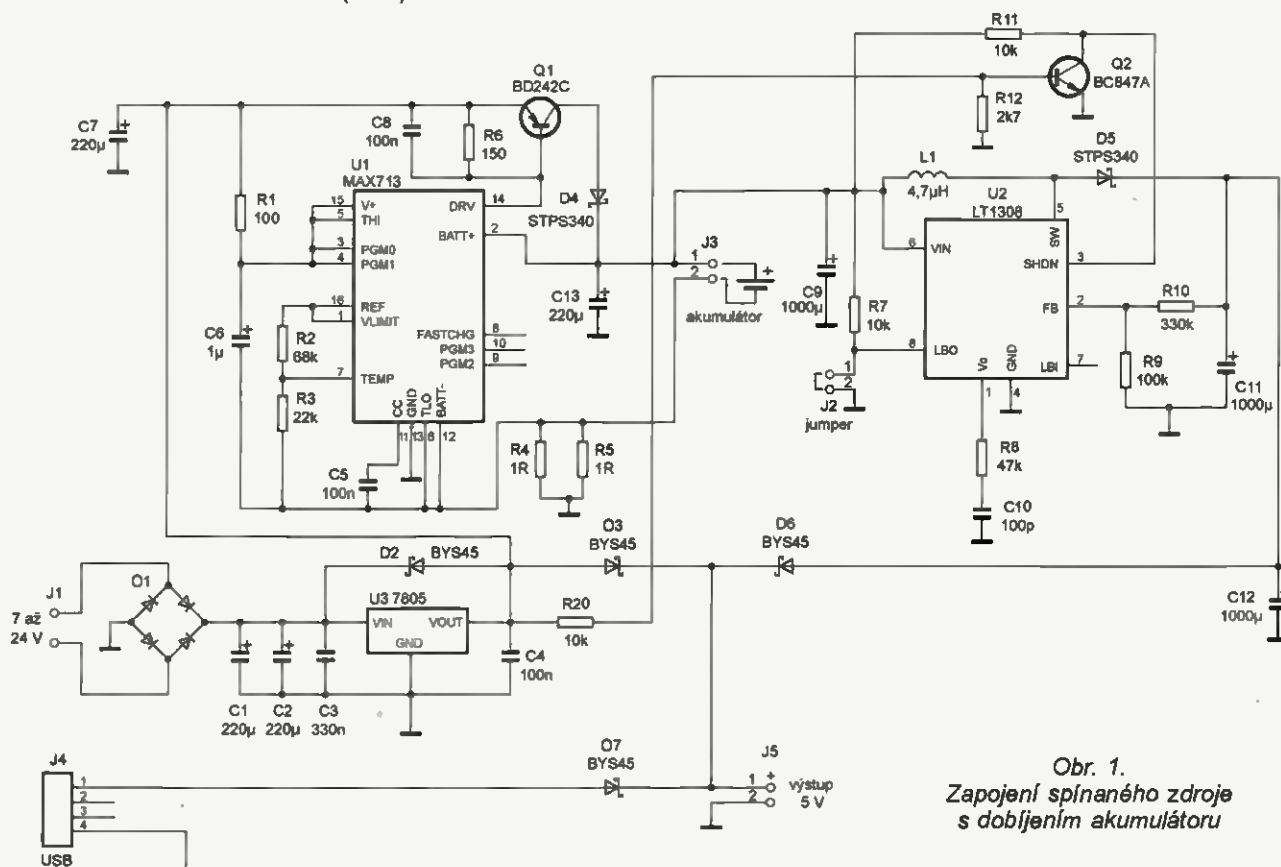 R11
10k
Q1
BD242C
Q2
BC847A
C7
220µ
C8
100n
R6
150
R12
2k7
D5
STPS340
U1
MAX713
L1
4,7µH
U2
LT1308
R1
100
D4
STPS340
15 V+
5 THI
3 PGM0
4 PGM1
16 REF
1 VLIMIT
7 TEMP
DRV 14
BATT+ 2
FASTCHG 8
PGM3 10
PGM2 9
CC
GND
TLO
BATT-
11 13 6 12
J3
1
2
akumulátor
C13
220µ
C9
1000µ
R7
10k
6 VIN
8 LBO
SW
5
SHDN 3
FB 2
LBI 7
Vc
1
GND
4
R10
330k
R9
100k
C11
1000µ
C6
1µ
R2
68k
R3
22k
C5
100n
R4
1R
R5
1R
1
2
J2
jumper
R8
47k
C10
100p
D2 BYS45
O3
BYS45
D6
BYS45
J1
7 až
24 V
O1
U3 7805
VIN
VOUT
GND
R20
10k
C4
100n
C12
1000µ
C1
220µ
C2
220µ
C3
330n
J4
1
2
3
4
USB
O7
BYS45
J5
1 +
2
výstup
5 V
Obr. 1.
Zapojení spínaného zdroje
s dobíjením akumulátoru